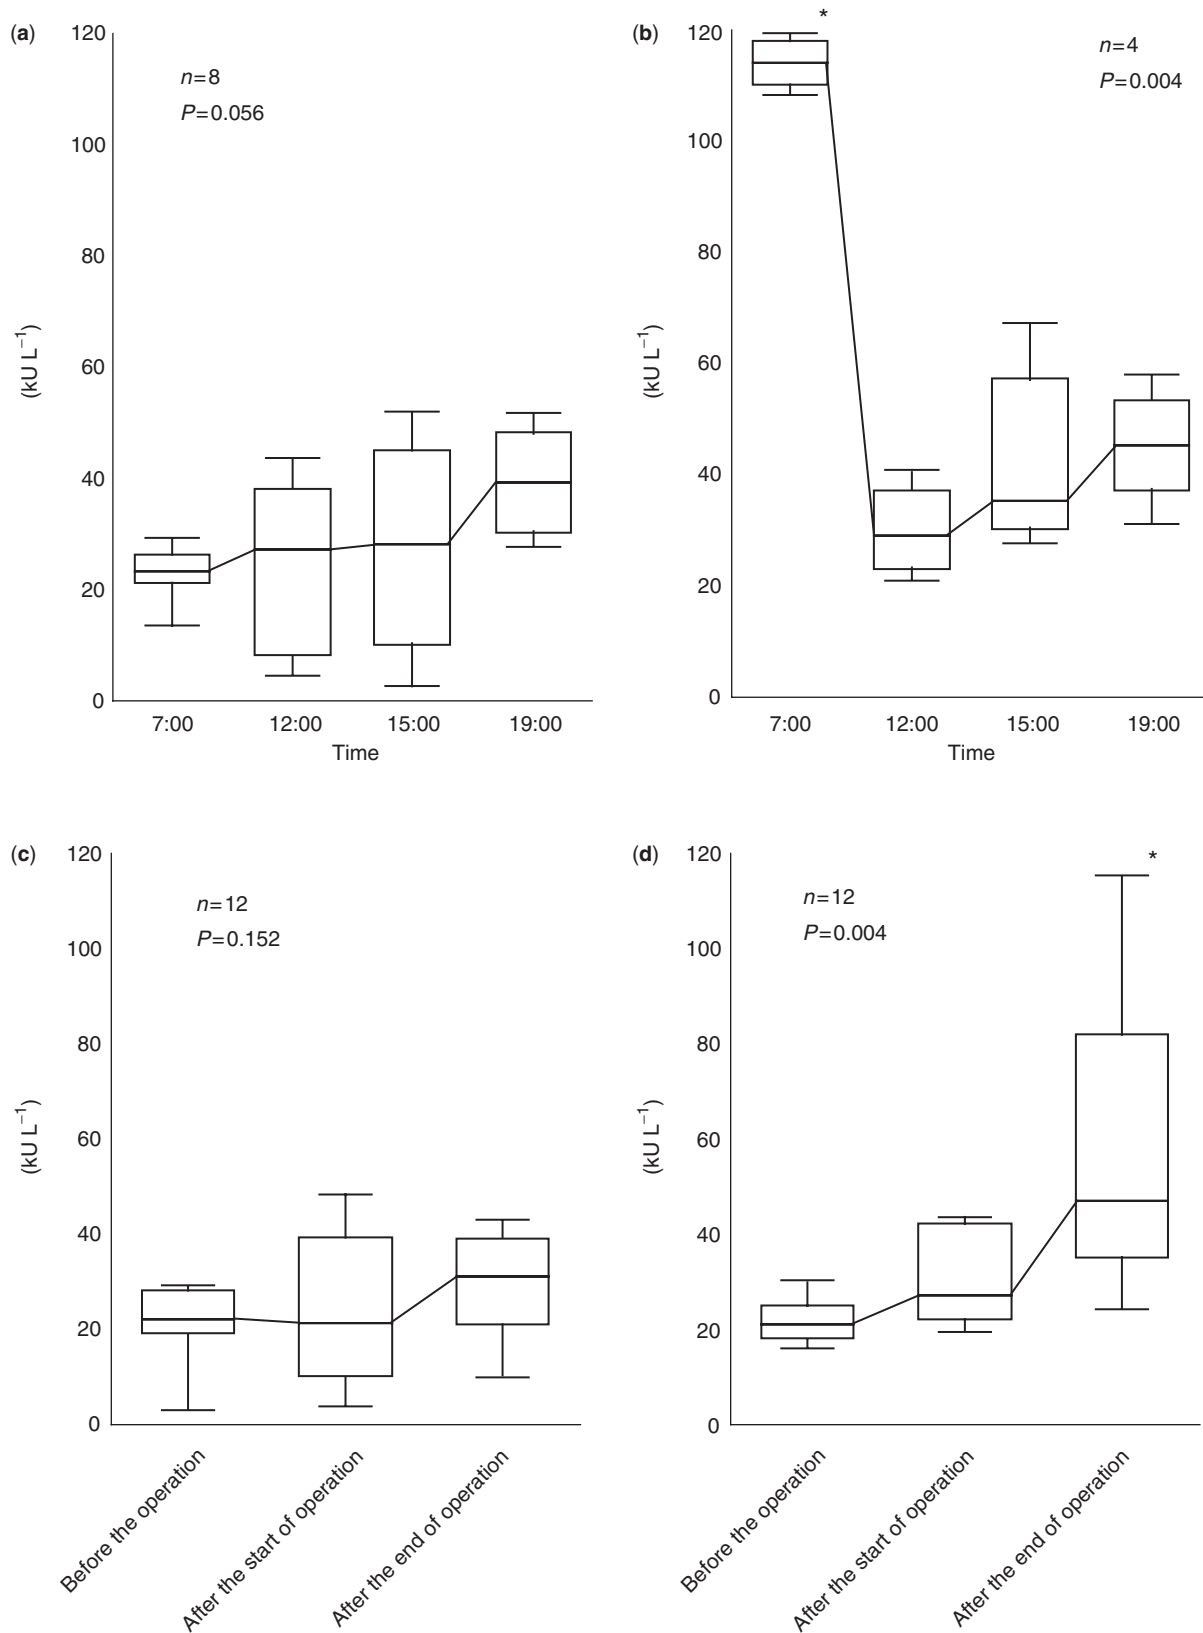 (a)
120
100
80
60
40
20
0
(kU L⁻¹)
n=8
P=0.056
7:00 12:00 15:00 19:00
Time
(b)
120
100
80
60
40
20
0
(kU L⁻¹)
*
n=4
P=0.004
7:00 12:00 15:00 19:00
Time
(c)
120
100
80
60
40
20
0
(kU L⁻¹)
n=12
P=0.152
Before the operation
After the start of operation
After the end of operation
(d)
120
100
80
60
40
20
0
(kU L⁻¹)
n=12
P=0.004
*
Before the operation
After the start of operation
After the end of operation